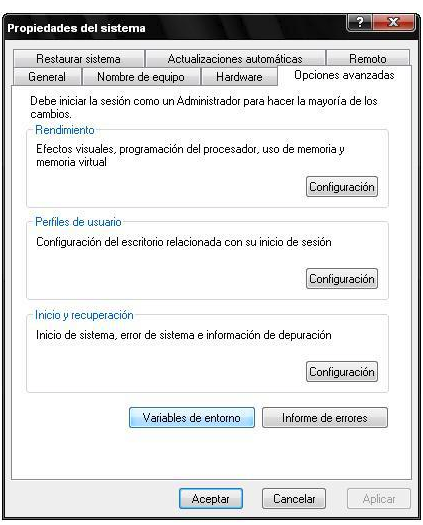 Propiedades del sistema
?
X
Restaurar sistema
Actualizaciones automáticas
Remoto
General
Nombre de equipo
Hardware
Opciones avanzadas
Debe iniciar la sesión como un Administrador para hacer la mayoría de los
cambios.
Rendimiento
Efectos visuales, programación del procesador, uso de memoria y
memoria virtual
Configuración
Perfiles de usuario
Configuración del escritorio relacionada con su inicio de sesión
Configuración
Inicio y recuperación
Inicio de sistema, error de sistema e información de depuración
Configuración
Variables de entorno
Informe de errores
Aceptar
Cancelar
Aplicar